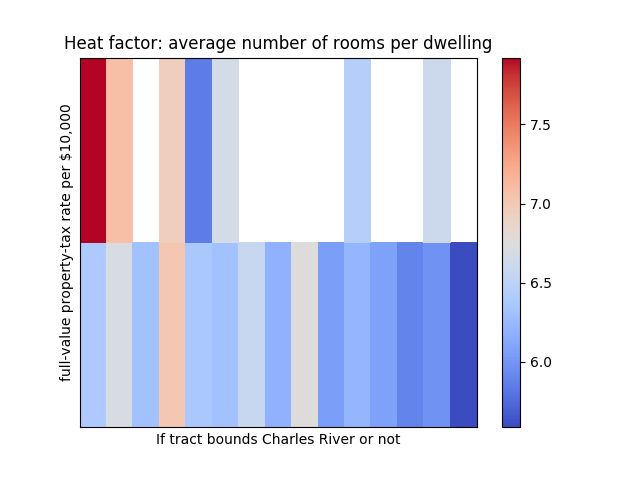 Heat factor: average number of rooms per dwelling
full-value property-tax rate per $10,000
7.5
7.0
6.5
6.0
If tract bounds Charles River or not